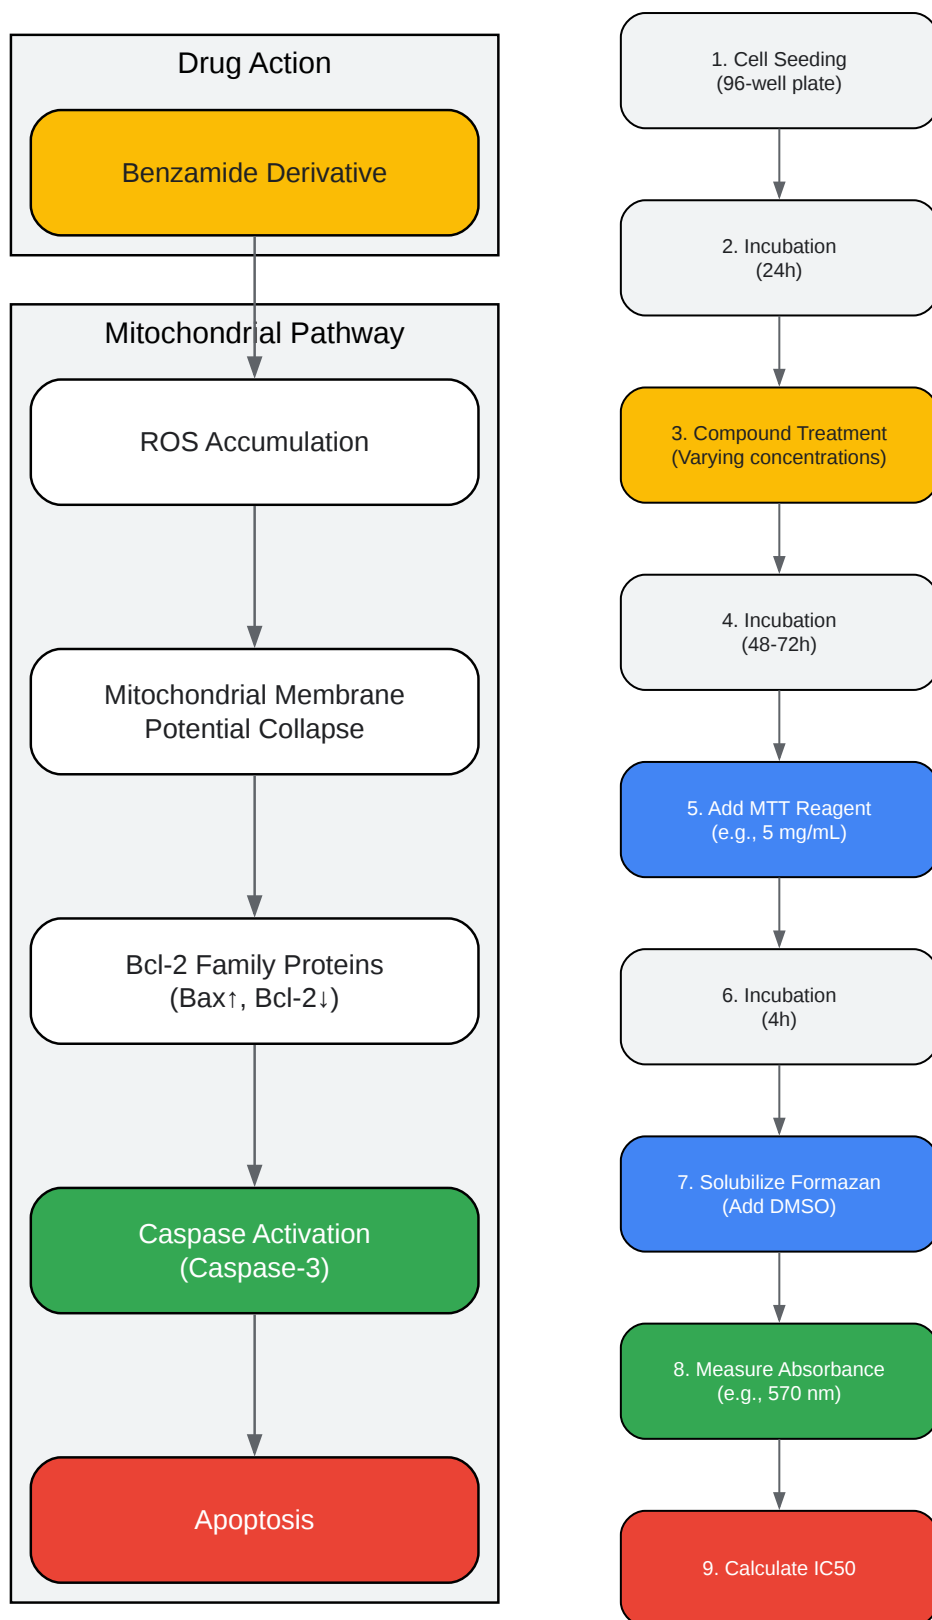 Drug Action
Benzamide Derivative
Mitochondrial Pathway
ROS Accumulation
Mitochondrial Membrane
Potential Collapse
Bcl-2 Family Proteins
(Bax↑, Bcl-2↓)
Caspase Activation
(Caspase-3)
Apoptosis
1. Cell Seeding
(96-well plate)
2. Incubation
(24h)
3. Compound Treatment
(Varying concentrations)
4. Incubation
(48-72h)
5. Add MTT Reagent
(e.g., 5 mg/mL)
6. Incubation
(4h)
7. Solubilize Formazan
(Add DMSO)
8. Measure Absorbance
(e.g., 570 nm)
9. Calculate IC50